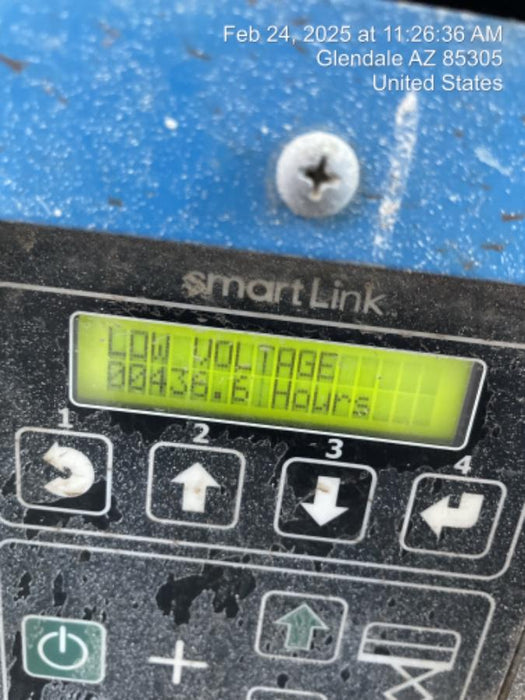 Feb 24, 2025 at 11:26:36 AM
Glendale AZ 85305
United States
smartLink
LOW VOLTAGE
00436.6 Hours
1
2
3
4